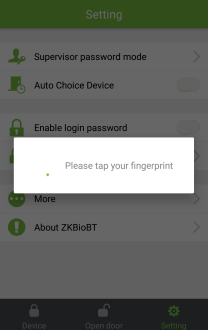 Setting
Supervisor password mode
Auto Choice Device
Enable login password
Please tap your fingerprint
More
About ZKBioBT
Device
Open door
Setting